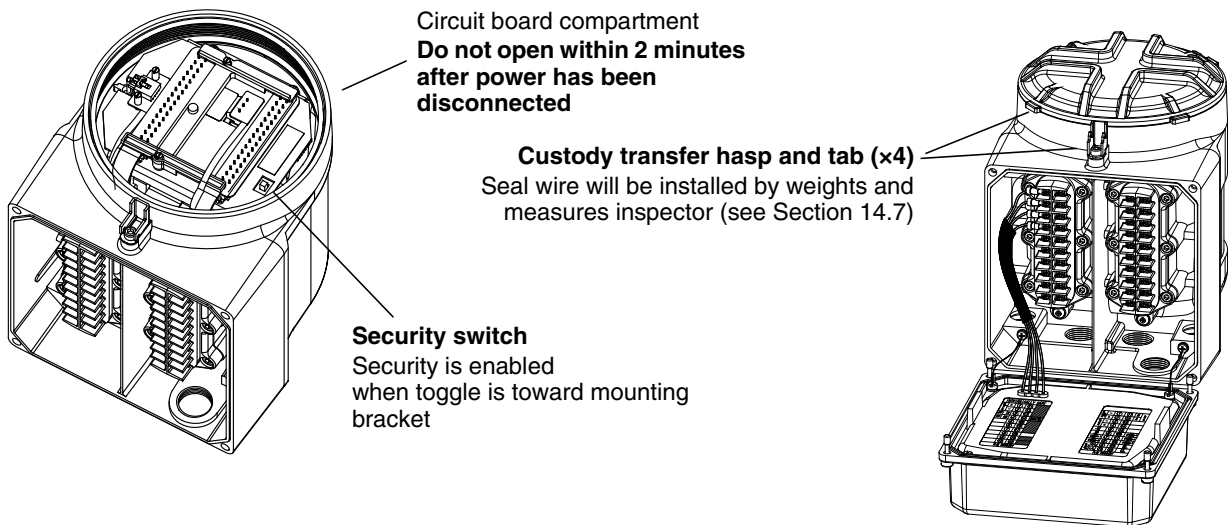 Circuit board compartment
Do not open within 2 minutes
after power has been
disconnected
Custody transfer hasp and tab (×4)
Seal wire will be installed by weights and
measures inspector (see Section 14.7)
Security switch
Security is enabled
when toggle is toward mounting
bracket